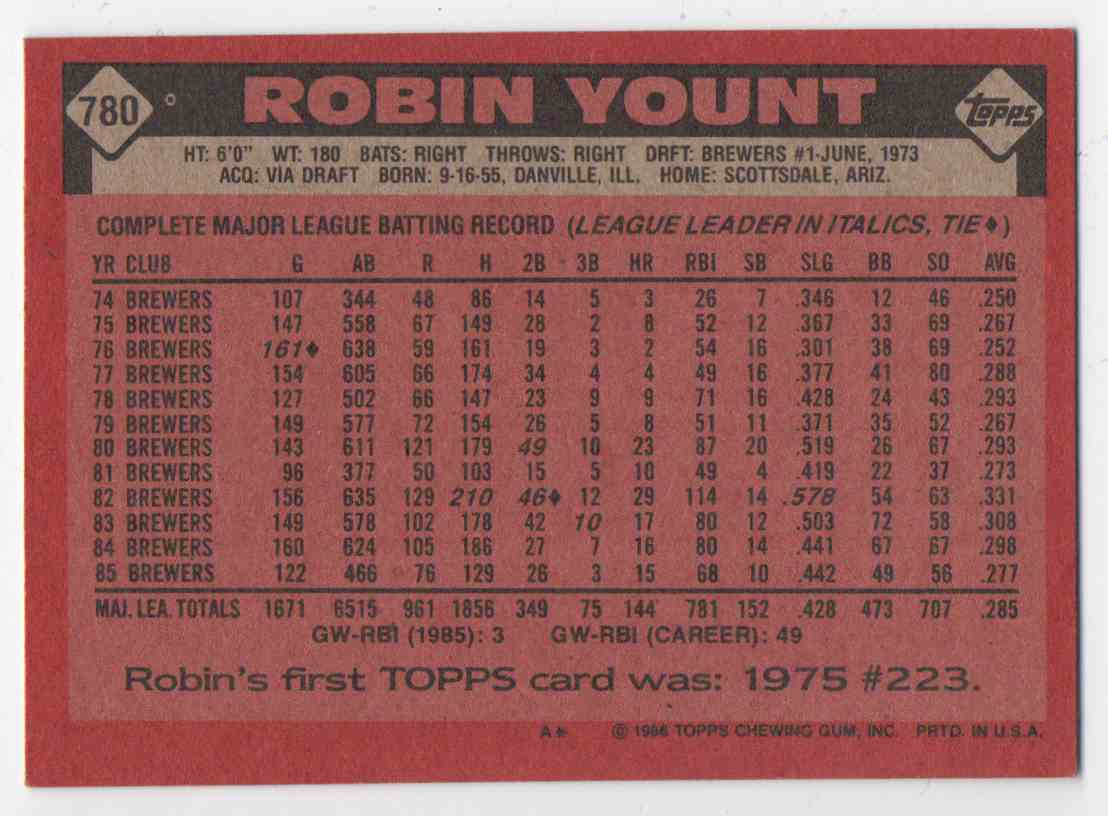 780 ROBIN YOUNT TOPPS
HT: 6'0" WT: 180 BATS: RIGHT THROWS: RIGHT DRFT: BREWERS #1-JUNE, 1973
ACQ: VIA DRAFT BORN: 9-16-55, DANVILLE, ILL. HOME: SCOTTSDALE, ARIZ.
COMPLETE MAJOR LEAGUE BATTING RECORD (LEAGUE LEADER IN ITALICS, TIE♦)
YR CLUB G AB R H 2B 3B HR RBI SB SLG BB SO AVG
74 BREWERS 107 344 48 86 14 5 3 26 7 .346 12 46 .250
75 BREWERS 147 558 67 149 28 2 8 52 12 .367 33 69 .267
76 BREWERS 161♦ 638 59 161 19 3 2 54 16 .301 38 69 .252
77 BREWERS 154 605 66 174 34 4 4 49 16 .377 41 80 .288
78 BREWERS 127 502 66 147 23 9 9 71 16 .428 24 43 .293
79 BREWERS 149 577 72 154 26 5 8 51 11 .371 35 52 .267
80 BREWERS 143 611 121 179 49 10 23 87 20 .519 26 67 .293
81 BREWERS 96 377 50 103 15 5 10 49 4 .419 22 37 .273
82 BREWERS 156 635 129 210 46♦ 12 29 114 14 .578 54 63 .331
83 BREWERS 149 578 102 178 42 10 17 80 12 .503 72 58 .308
84 BREWERS 160 624 105 186 27 7 16 80 14 .441 67 67 .298
85 BREWERS 122 466 76 129 26 3 15 68 10 .442 49 56 .277
MAJ. LEA. TOTALS 1671 6515 961 1856 349 75 144 781 152 .428 473 707 .285
GW-RBI (1985): 3 GW-RBI (CAREER): 49
Robin's first TOPPS card was: 1975 #223.
A* © 1986 TOPPS CHEWING GUM, INC. PRTD. IN U.S.A.